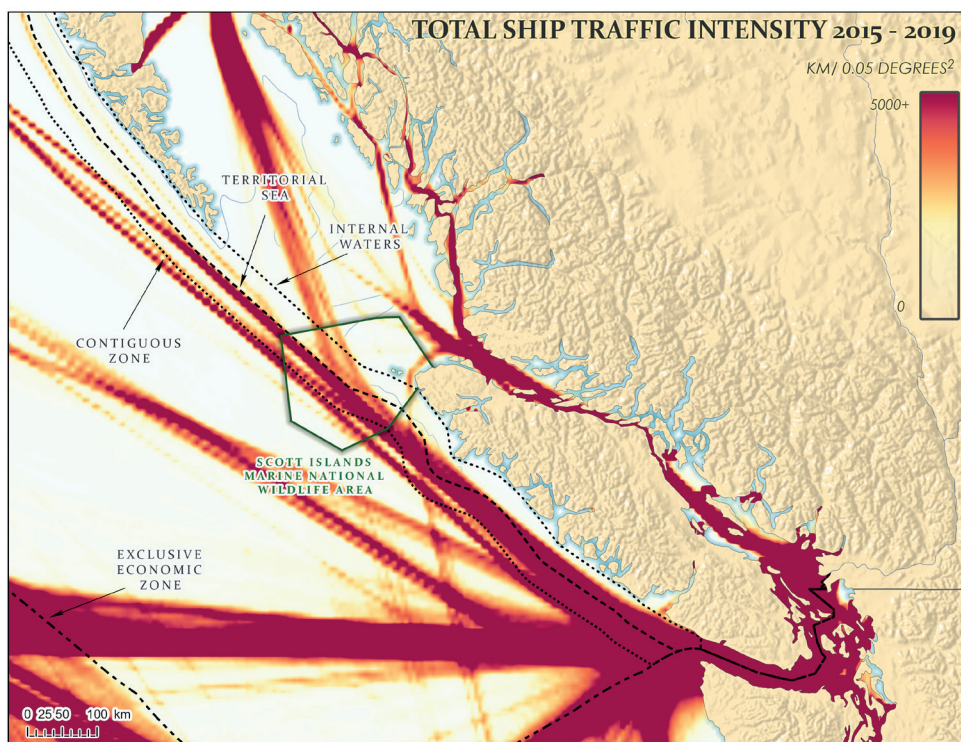 TOTAL SHIP TRAFFIC INTENSITY 2015 - 2019
KM/ 0.05 DEGREES²
5000+
0
TERRITORIAL
SEA
INTERNAL
WATERS
CONTIGUOUS
ZONE
SCOTT ISLANDS
MARINE NATIONAL
WILDLIFE AREA
EXCLUSIVE
ECONOMIC
ZONE
0 25 50 100 km